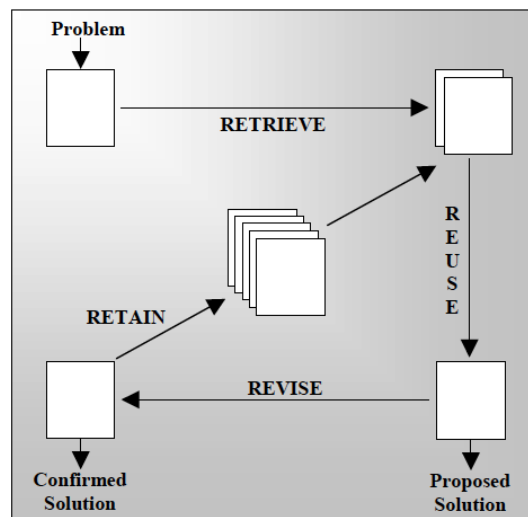 Problem
RETRIEVE
R
E
U
S
E
RETAIN
REVISE
Confirmed
Solution
Proposed
Solution